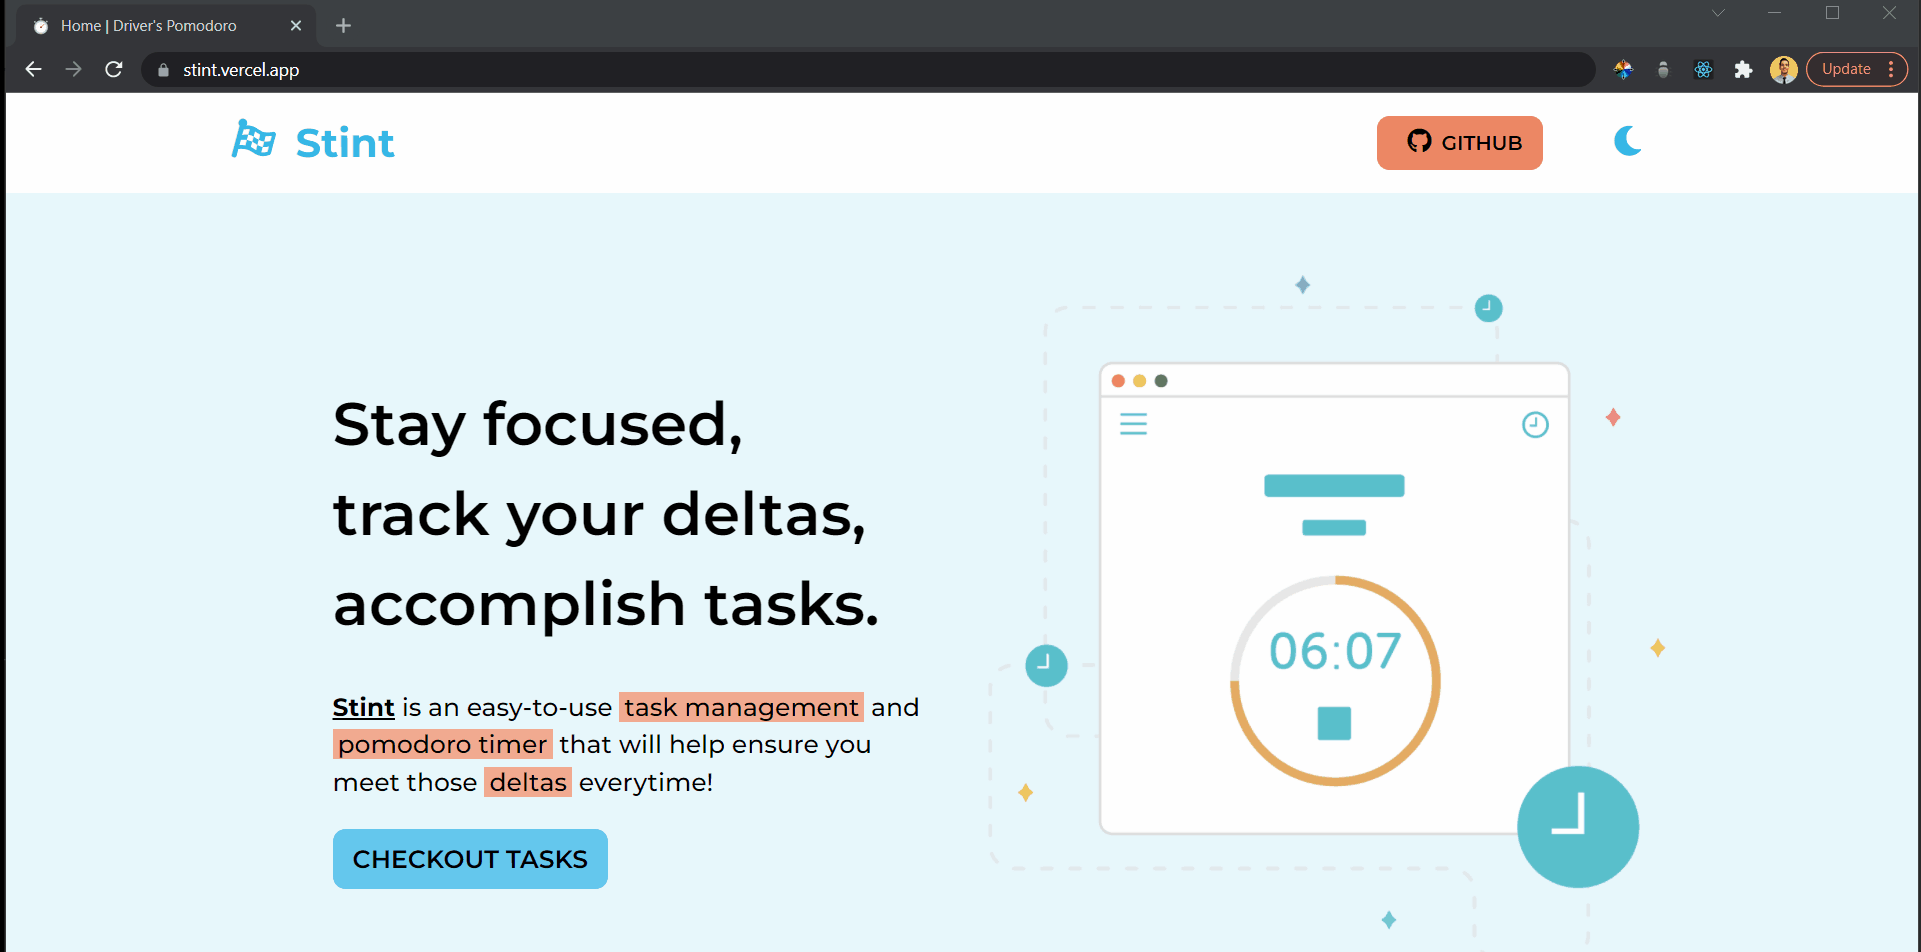 Home | Driver's Pomodoro
stint.vercel.app
Update
Stint
GITHUB
Stay focused,
track your deltas,
accomplish tasks.
Stint is an easy-to-use task management and
pomodoro timer that will help ensure you
meet those deltas everytime!
CHECKOUT TASKS
06:07